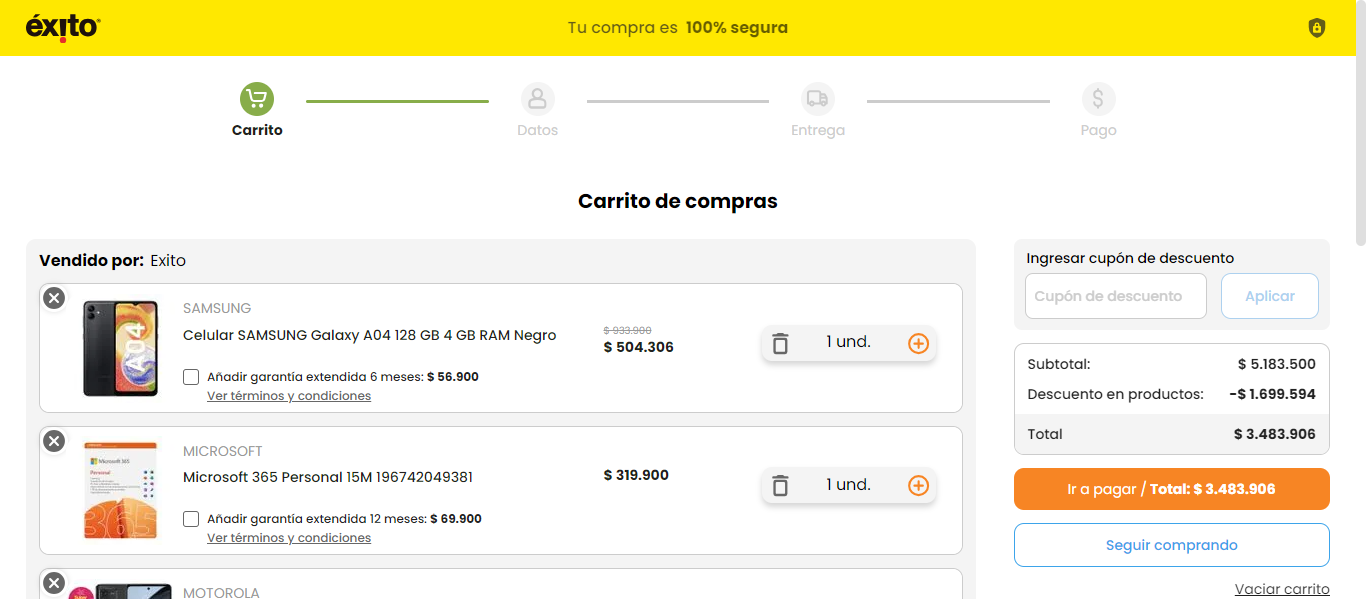 éxito
Tu compra es 100% segura
Carrito
Datos
Entrega
Pago
Carrito de compras
Vendido por: Exito
SAMSUNG
Celular SAMSUNG Galaxy A04 128 GB 4 GB RAM Negro
Añadir garantía extendida 6 meses: $ 56.900
Ver términos y condiciones
$ 933.900
$ 504.306
1 und.
A04
MICROSOFT
Microsoft 365 Personal 15M 196742049381
Añadir garantía extendida 12 meses: $ 69.900
Ver términos y condiciones
$ 319.900
1 und.
Microsoft 365
Personal
365
MOTOROLA
Ingresar cupón de descuento
Cupón de descuento
Aplicar
Subtotal: $ 5.183.500
Descuento en productos: -$ 1.699.594
Total $ 3.483.906
Ir a pagar / Total: $ 3.483.906
Seguir comprando
Vaciar carrito